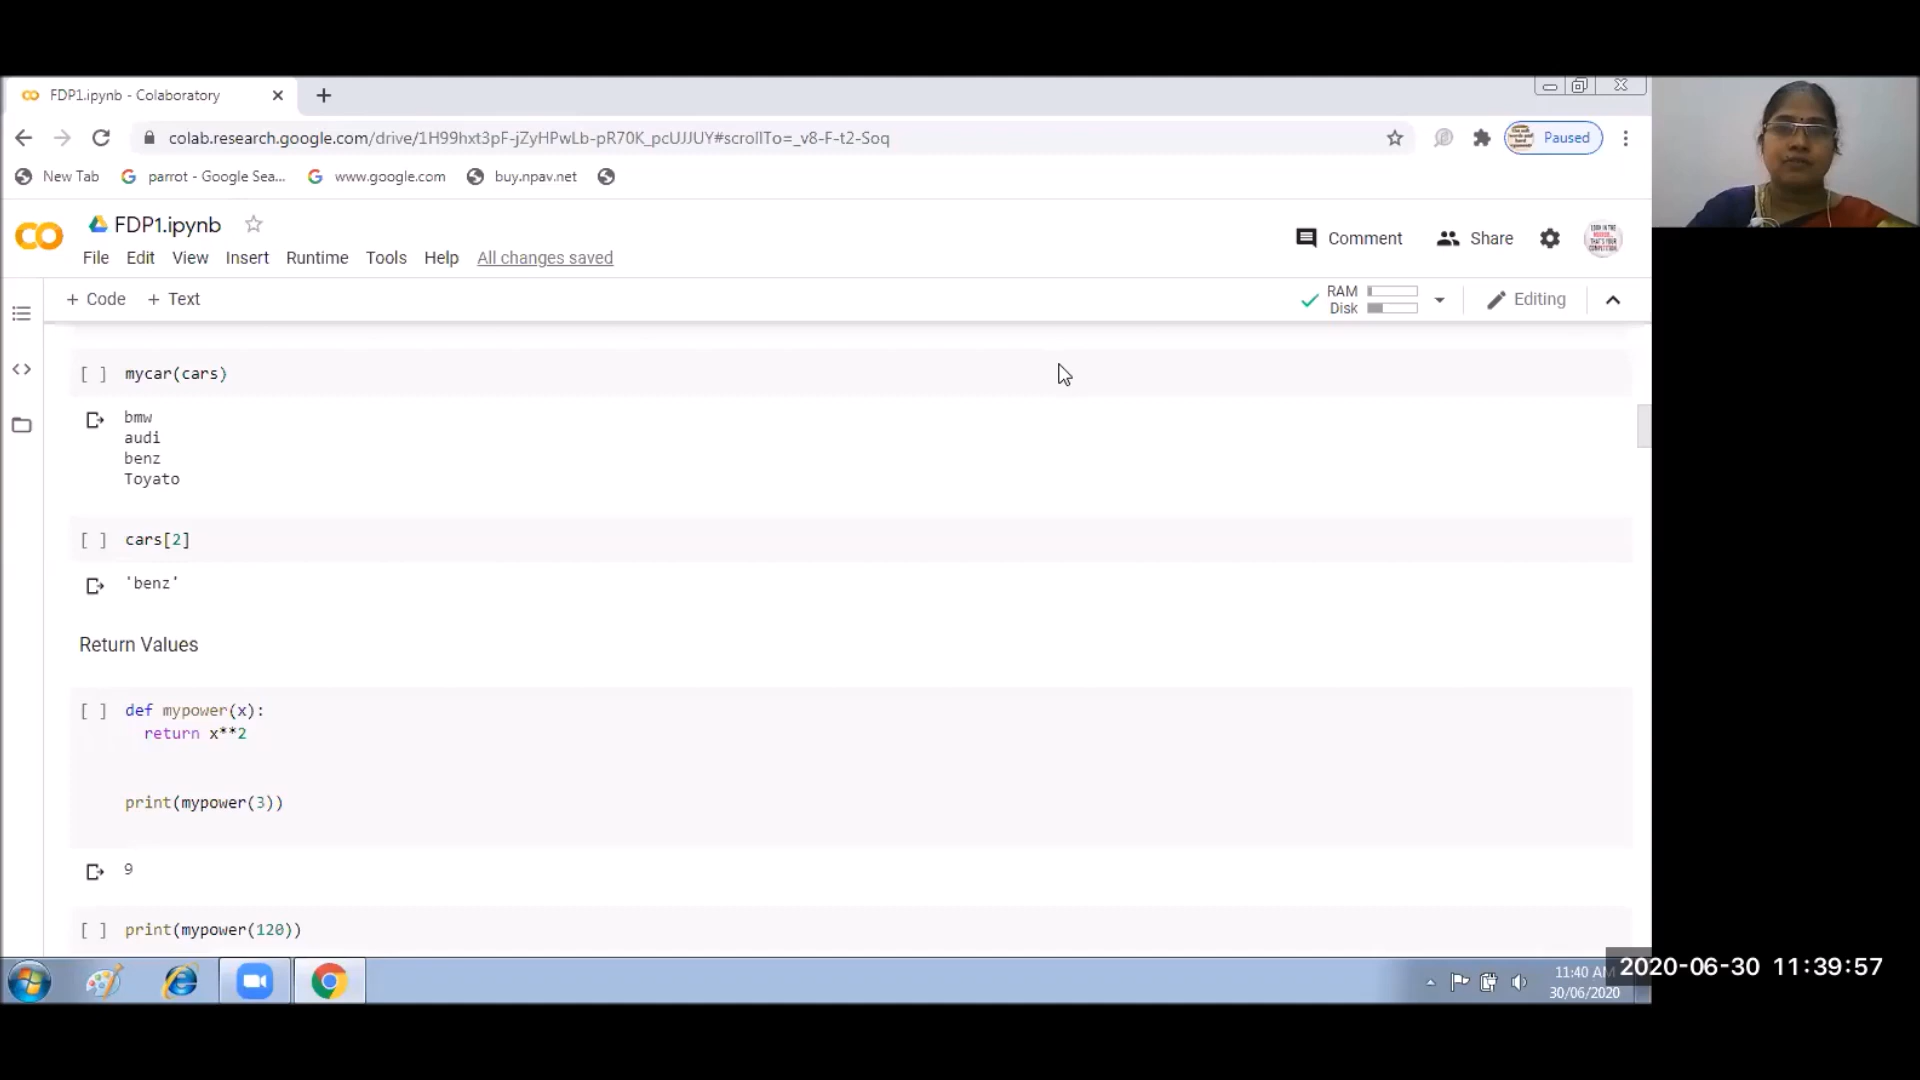 FDP1.ipynb - Colaboratory
colab.research.google.com/drive/1H99hxt3pF-jZyHPwLb-pR70K_pcUJJUY#scrollTo=_v8-F-t2-Soq
Paused
New Tab parrot - Google Sea... www.google.com buy.npav.net
FDP1.ipynb
Comment Share
File Edit View Insert Runtime Tools Help All changes saved
+ Code + Text
RAM
Disk
Editing
[ ] mycar(cars)
bmw
audi
benz
Toyato
[ ] cars[2]
'benz'
Return Values
[ ] def mypower(x):
return x**2
print(mypower(3))
9
[ ] print(mypower(120))
11:40 AM
30/06/2020
2020-06-30 11:39:57